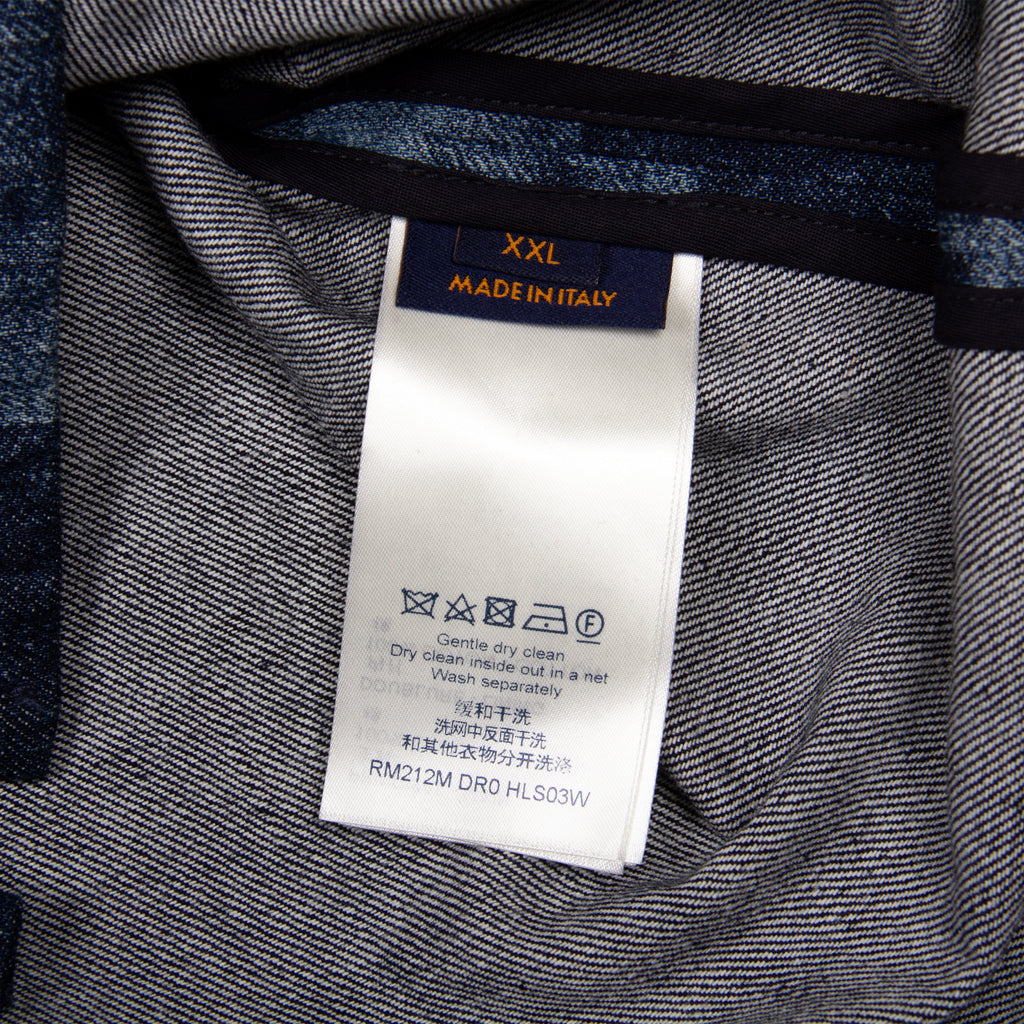 XXL
MADE IN ITALY
F
Gentle dry clean
Dry clean inside out in a net
Wash separately
缓和干洗
洗网中反面干洗
和其他衣物分开洗涤
RM212M DR0 HLS03W